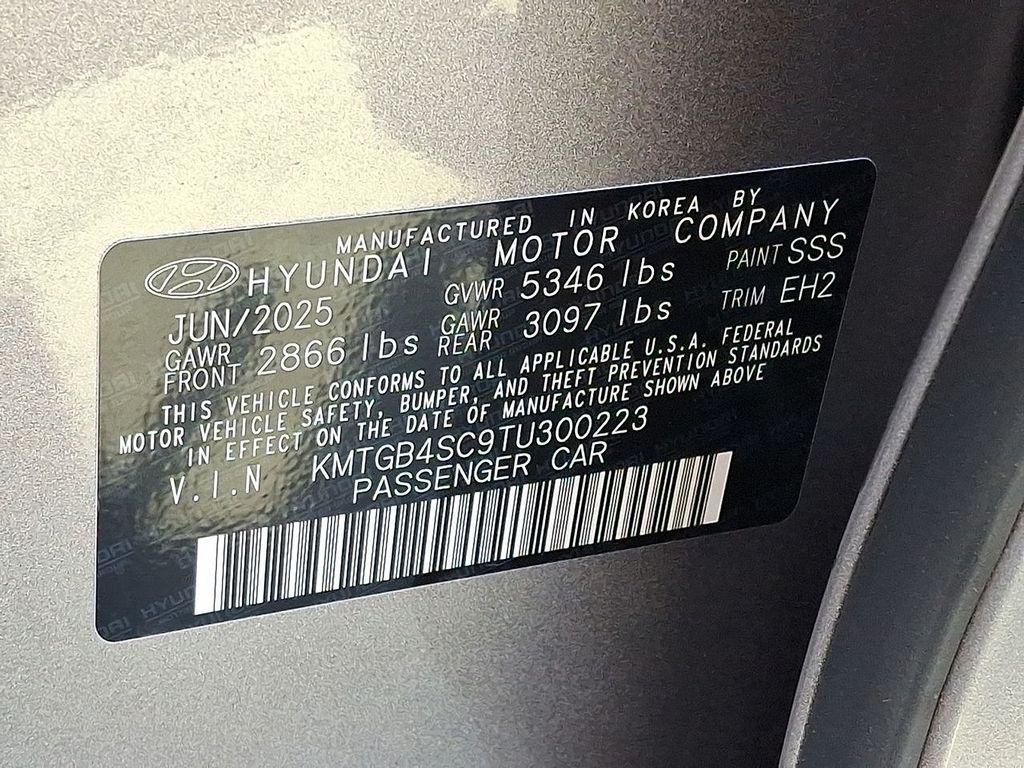 MANUFACTURED IN KOREA BY
HYUNDAI MOTOR COMPANY
JUN/2025 GVWR 5346 lbs PAINT SSS
GAWR FRONT 2866 lbs GAWR REAR 3097 lbs TRIM EH2
THIS VEHICLE CONFORMS TO ALL APPLICABLE U.S.A. FEDERAL
MOTOR VEHICLE SAFETY, BUMPER, AND THEFT PREVENTION STANDARDS
IN EFFECT ON THE DATE OF MANUFACTURE SHOWN ABOVE
V.I.N KMTGB4SC9TU300223
PASSENGER CAR